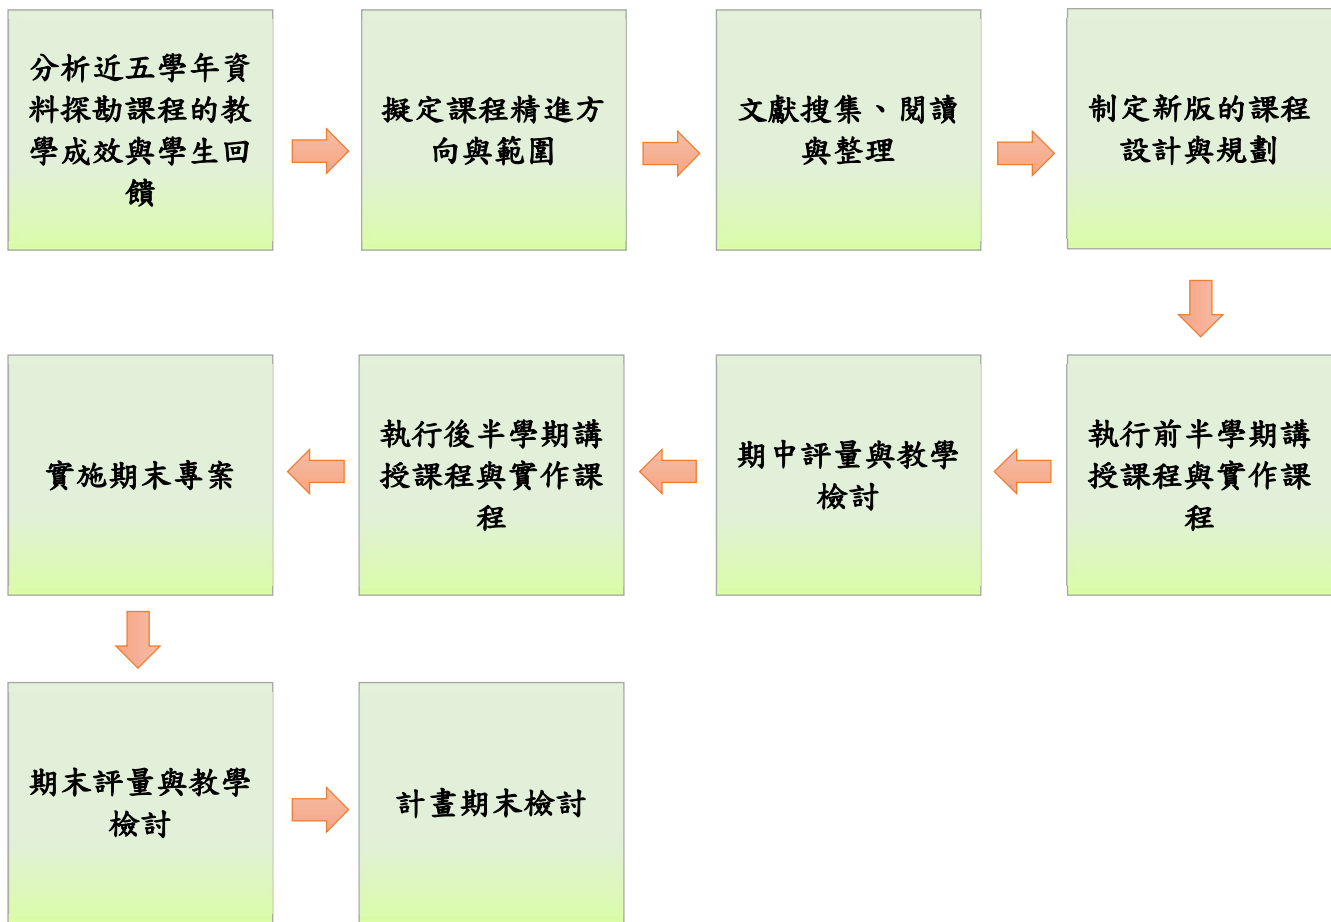 分析近五學年資
料探勘課程的教
學成效與學生回
饋
擬定課程精進方
向與範圍
文獻搜集、閱讀
與整理
制定新版的課程
設計與規劃
執行前半學期講
授課程與實作課
程
期中評量與教學
檢討
執行後半學期講
授課程與實作課
程
實施期末專案
期末評量與教學
檢討
計畫期末檢討